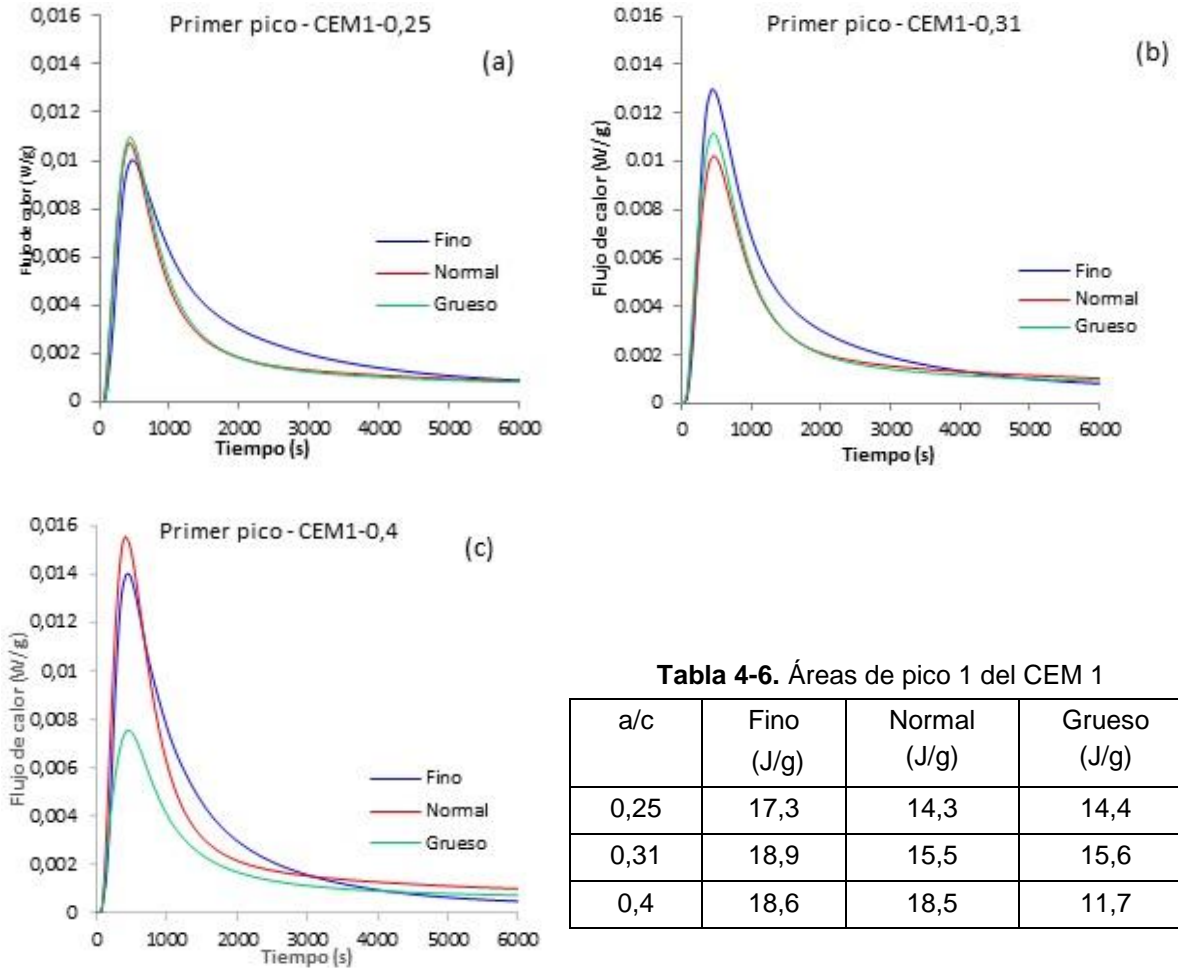 Primer pico - CEM1-0,25
(a)
Flujo de calor (W/g)
0,016
0,014
0,012
0,01
0,008
0,006
0,004
0,002
0
0 1000 2000 3000 4000 5000 6000
Tiempo (s)
Fino
Normal
Grueso
Primer pico - CEM1-0,31
(b)
Flujo de calor (W/g)
0.016
0.014
0.012
0.01
0.008
0.006
0.004
0.002
0
0 1000 2000 3000 4000 5000 6000
Tiempo (s)
Fino
Normal
Grueso
Primer pico - CEM1-0,4
(c)
Flujo de calor (W/g)
0,016
0,014
0,012
0,01
0,008
0,006
0,004
0,002
0
0 1000 2000 3000 4000 5000 6000
Tiempo (s)
Fino
Normal
Grueso
Tabla 4-6. Áreas de pico 1 del CEM 1
a/c Fino Normal Grueso
(J/g) (J/g) (J/g)
0,25 17,3 14,3 14,4
0,31 18,9 15,5 15,6
0,4 18,6 18,5 11,7